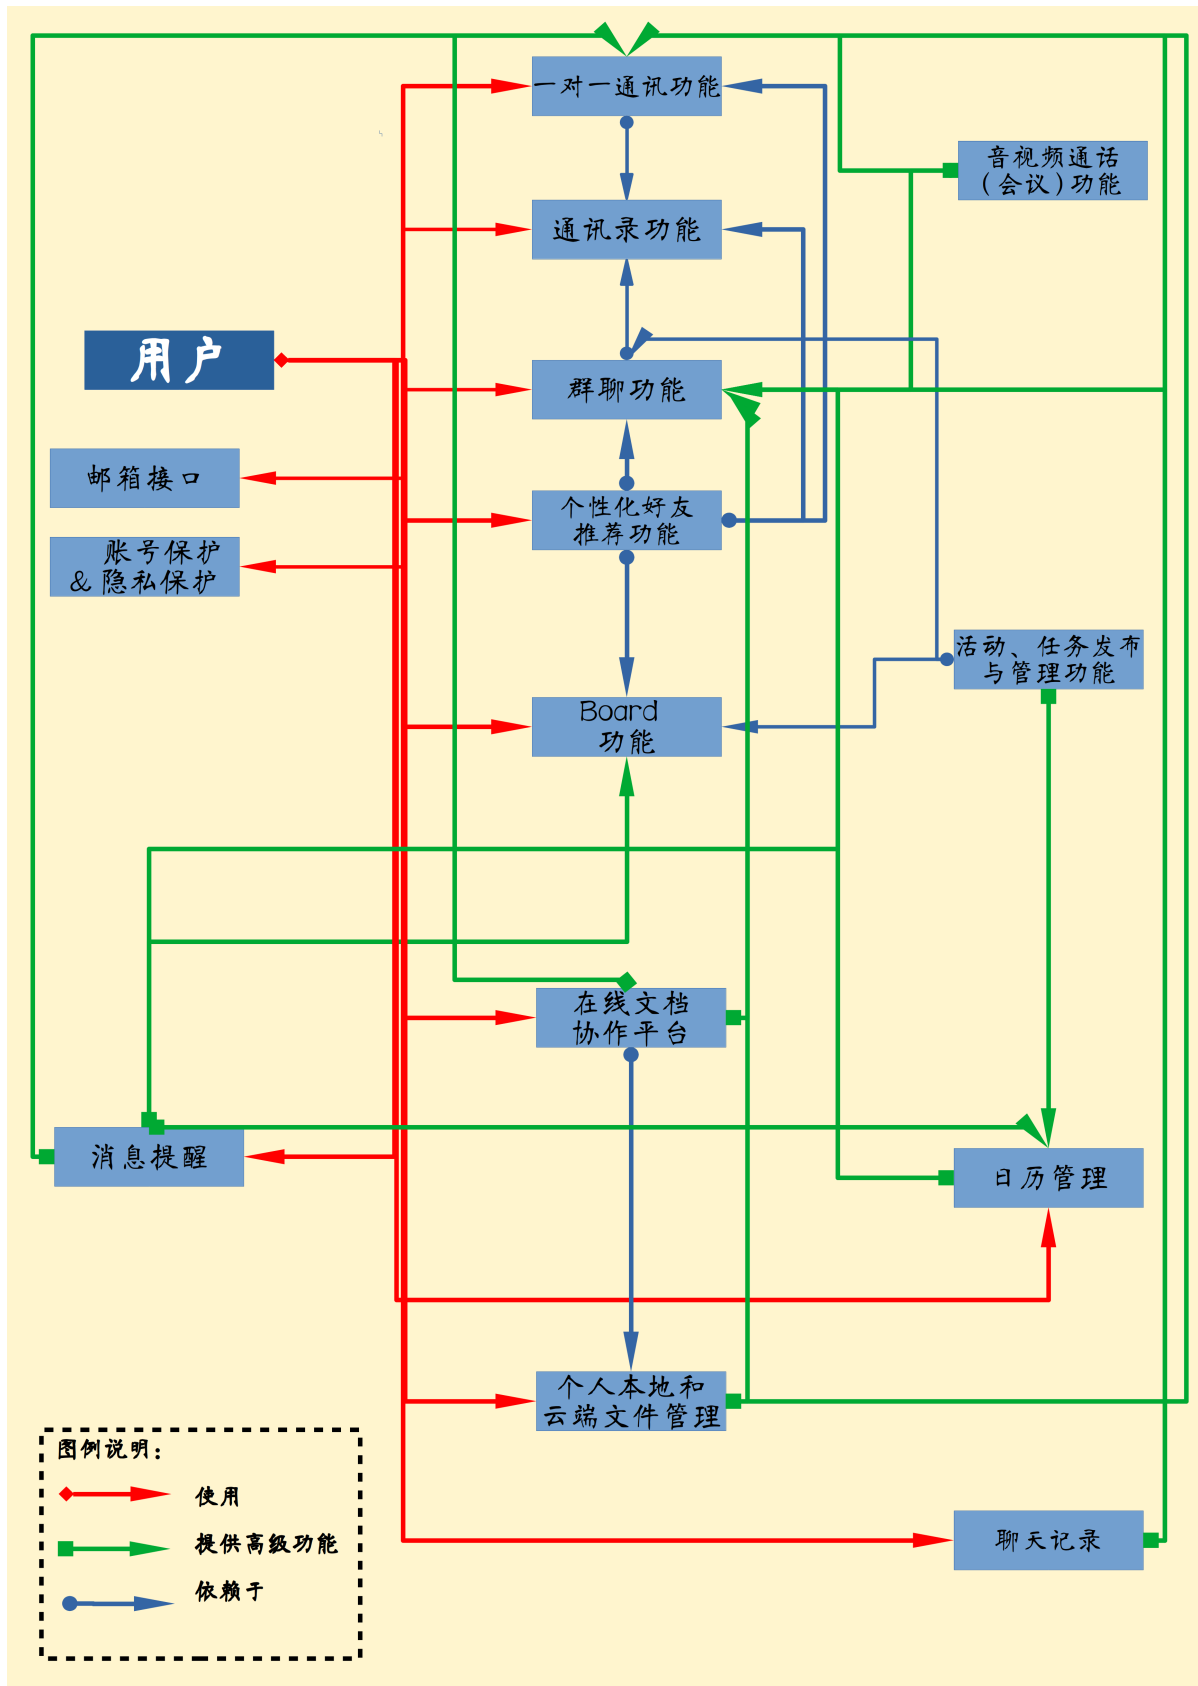 一对一通讯功能
音视频通话
(会议)功能
通讯录功能
用户
群聊功能
邮箱接口
个性化好友
推荐功能
账号保护
& 隐私保护
活动、任务发布
与管理功能
Board
功能
在线文档
协作平台
消息提醒
日历管理
个人本地和
云端文件管理
图例说明:
使用
提供高级功能
依赖于
聊天记录